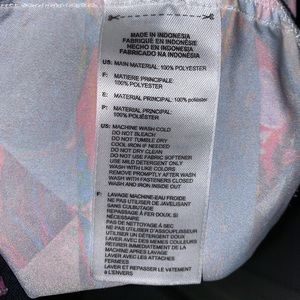 MADE IN INDONESIA
FABRIQUÉ EN INDONÉSIE
HECHO EN INDONESIA
FABRICADO NA INDONÉSIA
US: MAIN MATERIAL: 100% POLYESTER
F: MATIERE PRINCIPALE:
100% POLYESTER
E: MATERIAL PRINCIPAL: 100% poliéster
P: MATERIAL PRINCIPAL:
100% POLIÉSTER
US: MACHINE WASH COLD
DO NOT BLEACH
DO NOT TUMBLE DRY
COOL IRON IF NEEDED
DO NOT DRY CLEAN
DO NOT USE FABRIC SOFTENER
USE MILD DETERGENT ONLY
WASH WITH LIKE COLORS
REMOVE PROMPTLY AFTER WASH
WASH WITH FASTENERS CLOSED
WASH AND IRON INSIDE OUT
F: LAVAGE MACHINE-EAU FROIDE
NE PAS UTILISER DE JAVELISANT
SANS CULBUTAGE
REPASSAGE À FER DOUX, SI
NÉCESSAIRE
PAS DE NETTOYAGE À SEC
NE PAS UTILISER D'ASSOUPLISSEUR
UTILISER UN DÉTERGENT DOUX
LAVER AVEC DES MÊMES COULEURS
RETIRER IMMÉDIATEMENT DE LA
MACHINE APRÈS LAVAGE
LAVER AVEC LES ATTACHES
FERMÉES
LAVER ET REPASSER LE VÊTEMENT
À L'ENVERS